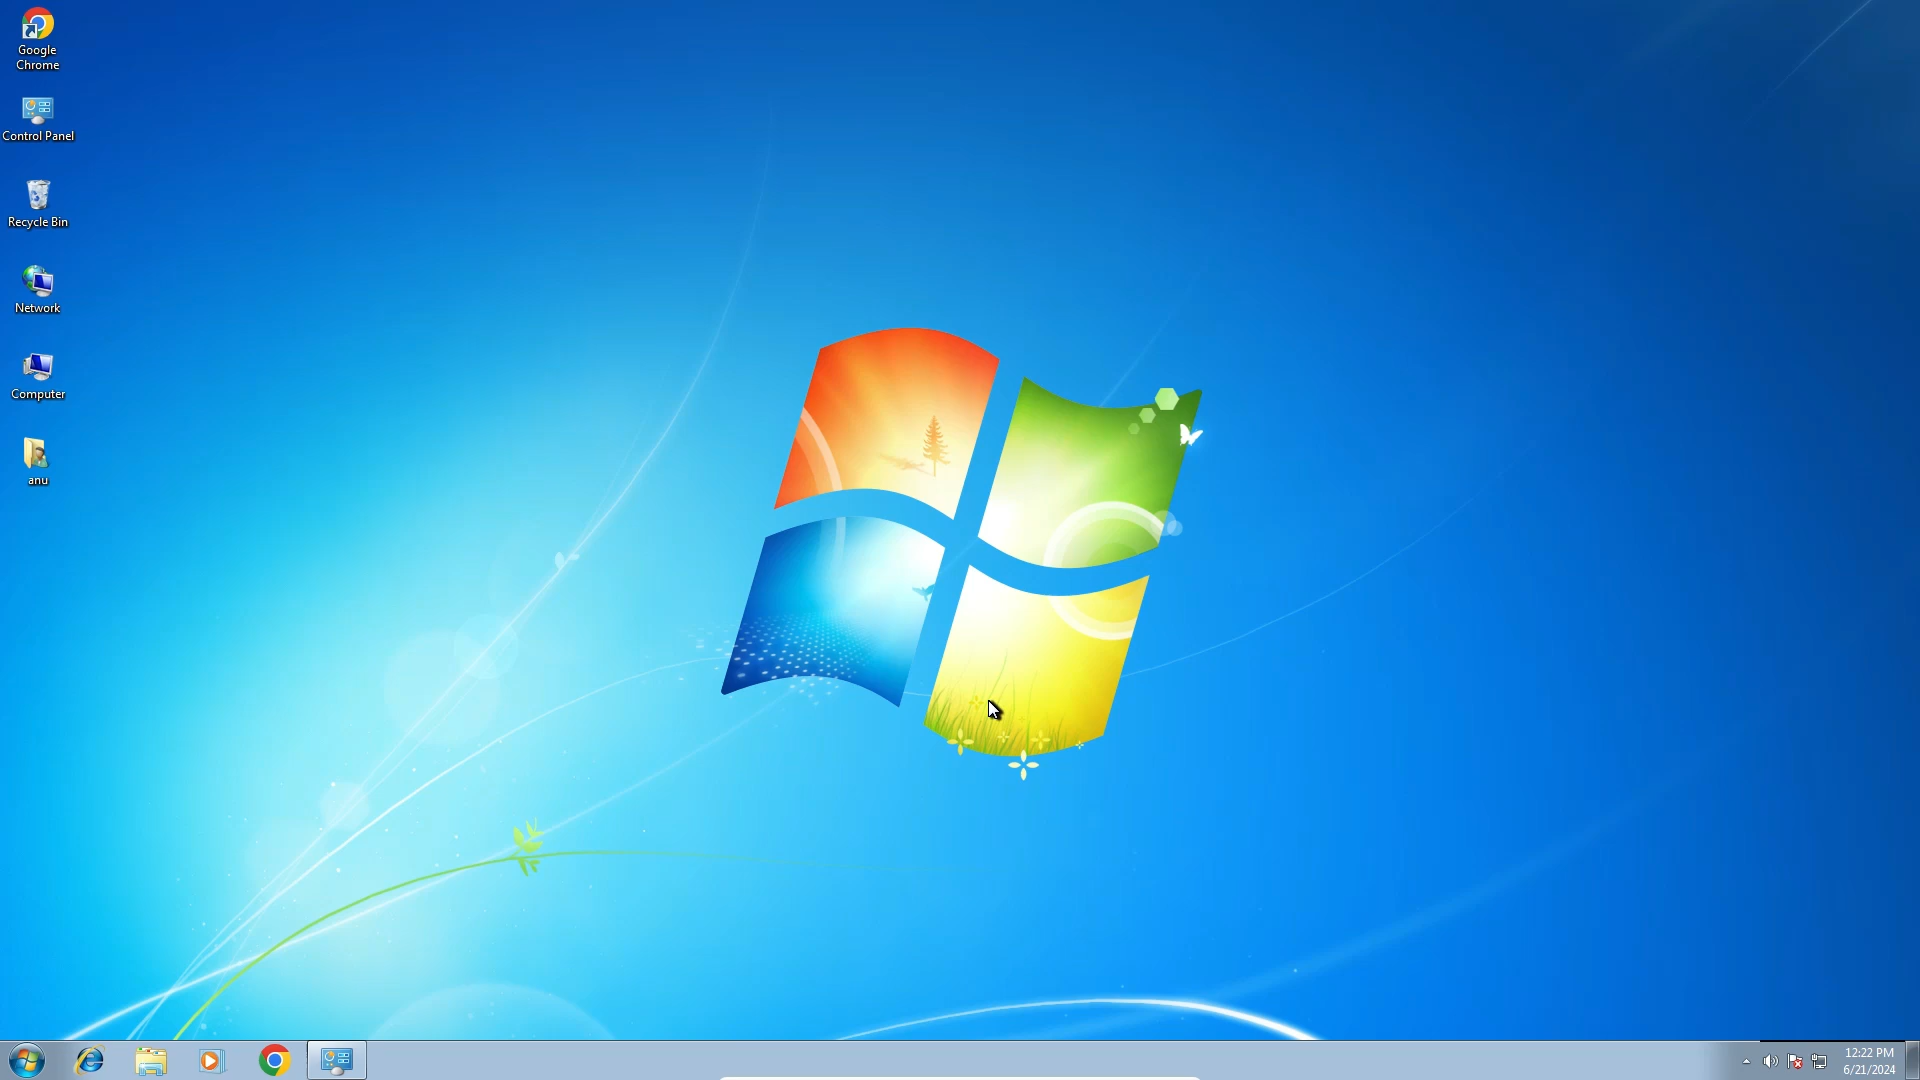 Google
Chrome
Control Panel
Recycle Bin
Network
Computer
anu
12:22 PM
6/21/2024